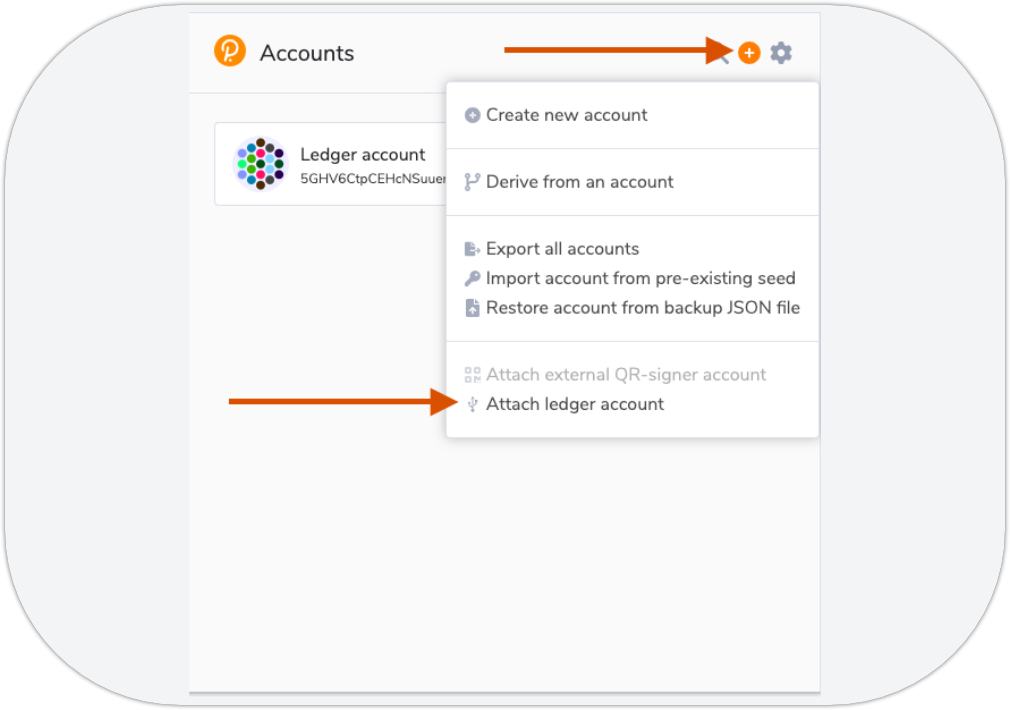 Accounts
Create new account
Ledger account
5GHV6CtpCEHcNSuuer
Derive from an account
Export all accounts
Import account from pre-existing seed
Restore account from backup JSON file
Attach external QR-signer account
Attach ledger account